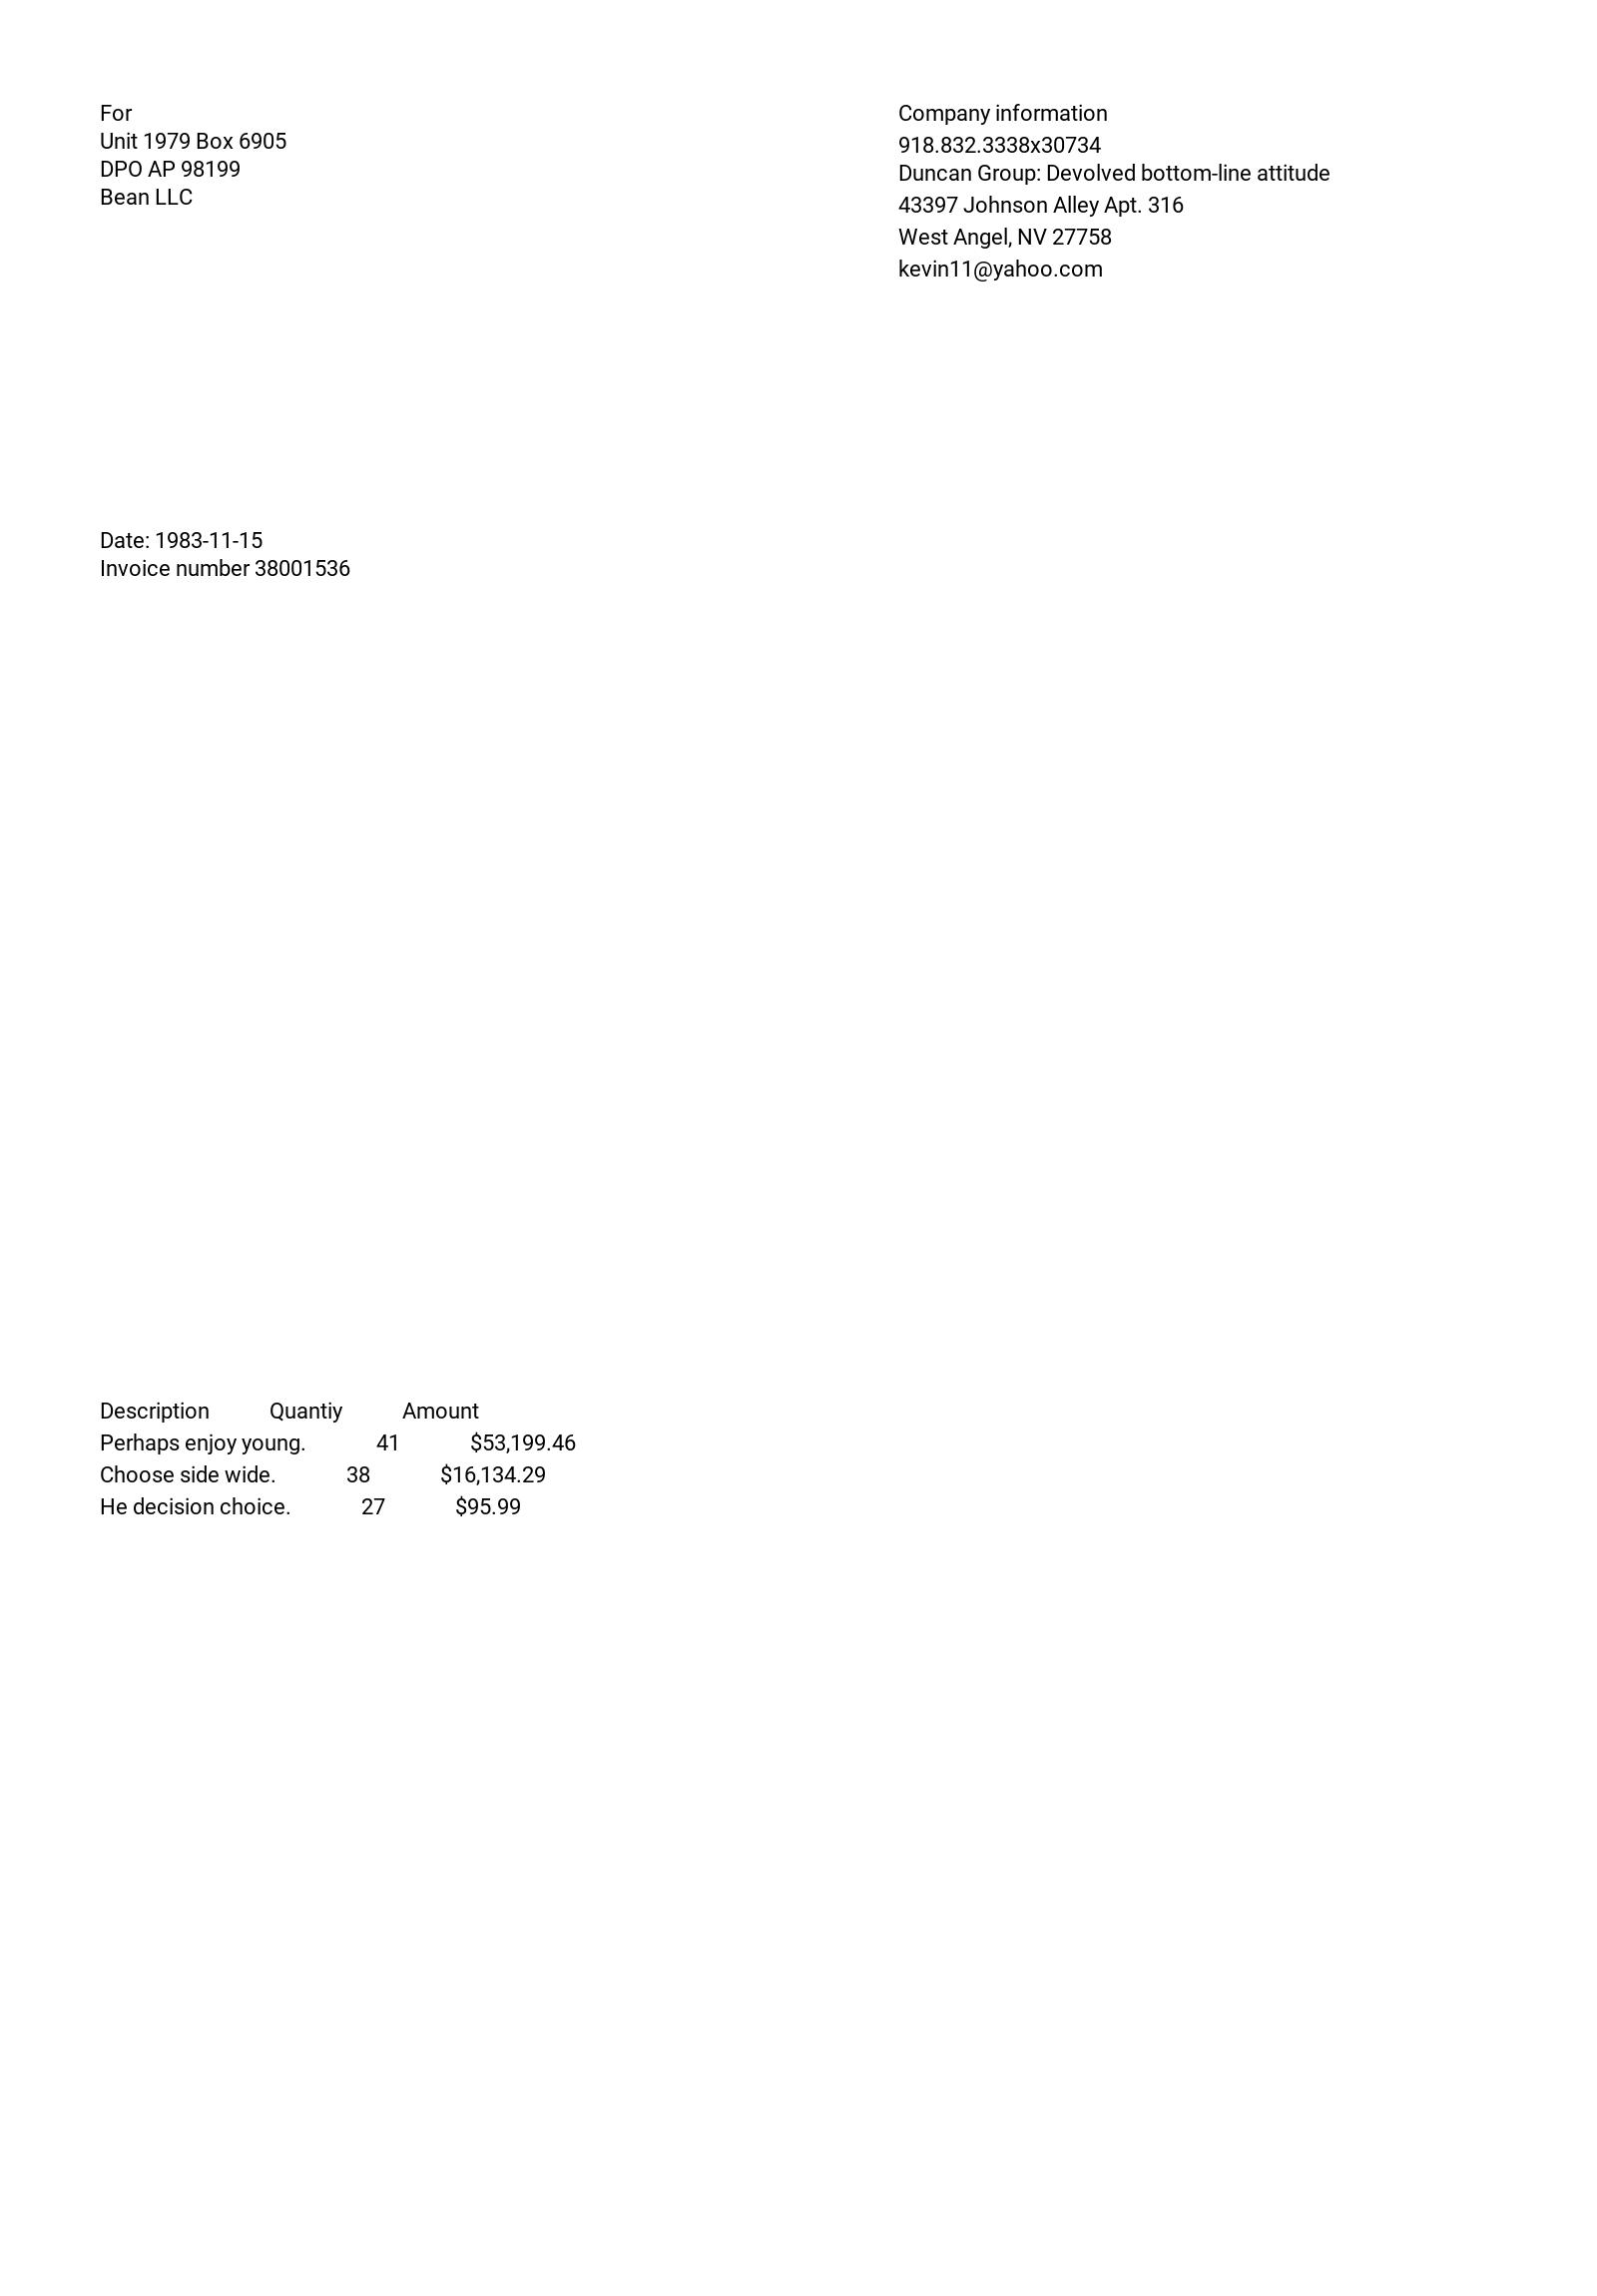 For
Unit 1979 Box 6905
DPO AP 98199
Bean LLC
Company information
918.832.3338x30734
Duncan Group: Devolved bottom-line attitude
43397 Johnson Alley Apt. 316
West Angel, NV 27758
kevin11@yahoo.com
Date: 1983-11-15
Invoice number 38001536
Description Quantiy Amount
Perhaps enjoy young. 41 $53,199.46
Choose side wide. 38 $16,134.29
He decision choice. 27 $95.99